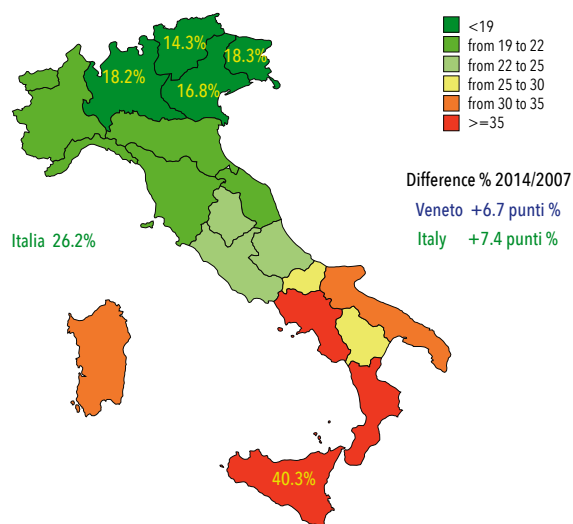 14.3%
18.3%
18.2%
16.8%
<19
from 19 to 22
from 22 to 25
from 25 to 30
from 30 to 35
>=35
Difference % 2014/2007
Veneto +6.7 punti %
Italia 26.2%
Italy +7.4 punti %
40.3%